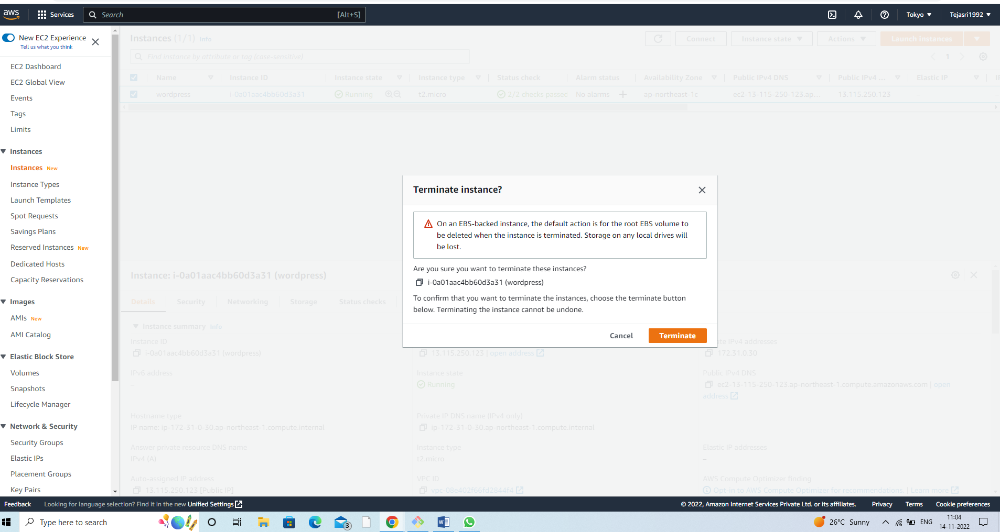 aws
Services
Search
[Alt+S]
Tokyo
Tejasri1992
New EC2 Experience
Tell us what you think
EC2 Dashboard
EC2 Global View
Events
Tags
Limits
Instances
Instances New
Instance Types
Launch Templates
Spot Requests
Savings Plans
Reserved Instances New
Dedicated Hosts
Capacity Reservations
Images
AMIs New
AMI Catalog
Elastic Block Store
Volumes
Snapshots
Lifecycle Manager
Network & Security
Security Groups
Elastic IPs
Placement Groups
Key Pairs
Instances (1/1) Info
Connect
Instance state
Actions
Launch instances
Find instance by attribute or tag (case-sensitive)
1
Name Instance ID Instance state Instance type Status check Alarm status Availability Zone Public IPv4 DNS Public IPv4 ... Elastic IP
wordpress i-0a01aac4bb60d3a31 Running t2.micro 2/2 checks passed No alarms ap-northeast-1c ec2-13-115-250-123.ap... 13.115.250.123 – –
Terminate instance?
On an EBS-backed instance, the default action is for the root EBS volume to
be deleted when the instance is terminated. Storage on any local drives will
be lost.
Are you sure you want to terminate these instances?
i-0a01aac4bb60d3a31 (wordpress)
To confirm that you want to terminate the instances, choose the terminate button
below. Terminating the instance cannot be undone.
Cancel
Terminate
Instance: i-0a01aac4bb60d3a31 (wordpress)
Details Security Networking Storage Status checks
Instance summary Info
Instance ID
i-0a01aac4bb60d3a31 (wordpress)
13.115.250.123 | open address
IPv4 addresses
172.31.0.30
IPv6 address
–
Instance state
Running
Public IPv4 DNS
ec2-13-115-250-123.ap-northeast-1.compute.amazonaws.com | open
address
Hostname type
IP name: ip-172-31-0-30.ap-northeast-1.compute.internal
Private IP DNS name (IPv4 only)
ip-172-31-0-30.ap-northeast-1.compute.internal
Answer private resource DNS name
IPv4 (A)
Instance type
t2.micro
Elastic IP addresses
–
Auto-assigned IP address
13.115.250.123 [Public IP]
VPC ID
vpc-08e402f66fd2844f4
AWS Compute Optimizer finding
Opt-in to AWS Compute Optimizer for recommendations. | Learn more
Feedback
Looking for language selection? Find it in the new Unified Settings
© 2022, Amazon Internet Services Private Ltd. or its affiliates.
Privacy
Terms
Cookie preferences
Type here to search
3
26°C Sunny
ENG
11:04
14-11-2022